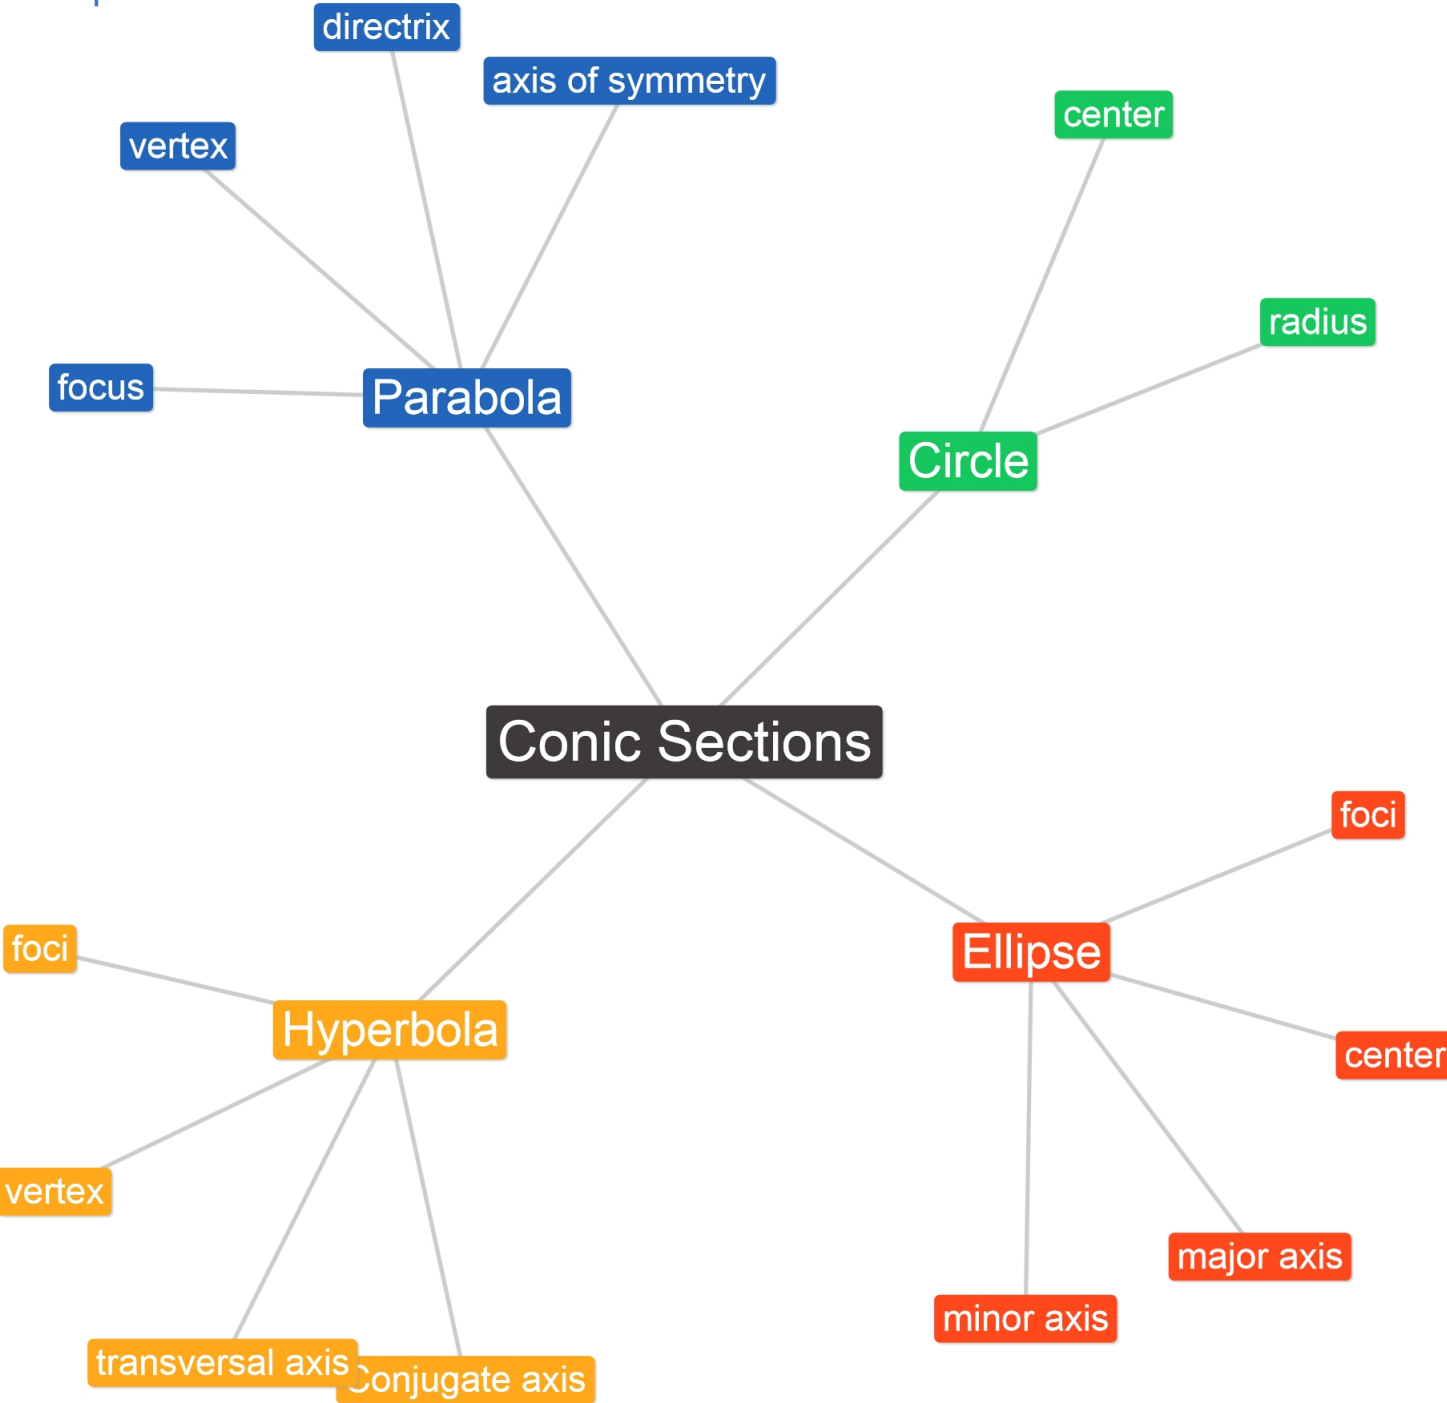 directrix
axis of symmetry
center
vertex
radius
focus
Parabola
Circle
Conic Sections
foci
Ellipse
foci
Hyperbola
center
vertex
major axis
minor axis
transversal axis
Conjugate axis